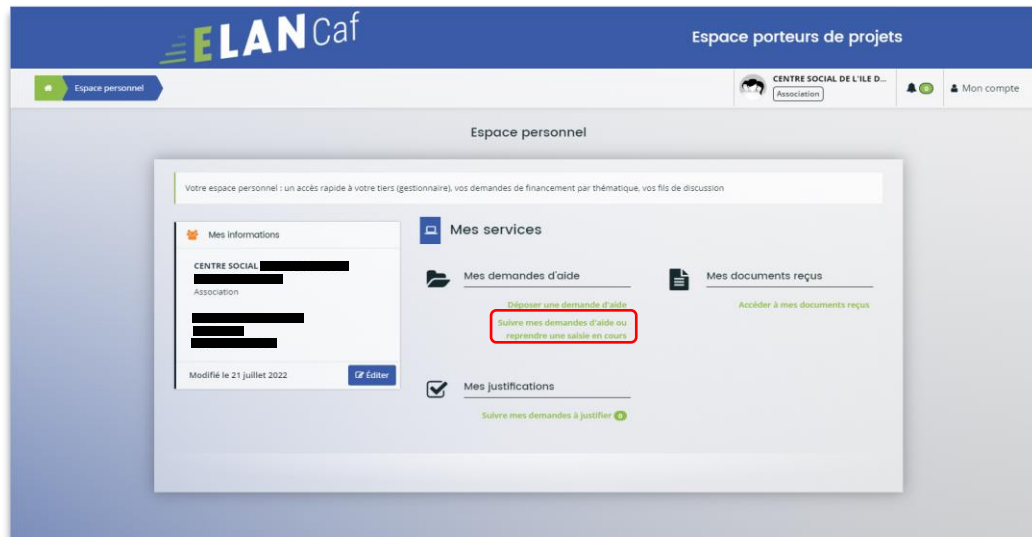 ELAN Caf
Espace porteurs de projets
Espace personnel
CENTRE SOCIAL DE L'ILE D...
Association
0
Mon compte
Espace personnel
Votre espace personnel : un accès rapide à votre tiers (gestionnaire), vos demandes de financement par thématique, vos fils de discussion
Mes informations
CENTRE SOCIAL
Association
Modifié le 21 juillet 2022
Éditer
Mes services
Mes demandes d'aide
Déposer une demande d'aide
Suivre mes demandes d'aide ou
reprendre une saisie en cours
Mes documents reçus
Accéder à mes documents reçus
Mes justifications
Suivre mes demandes à justifier 0